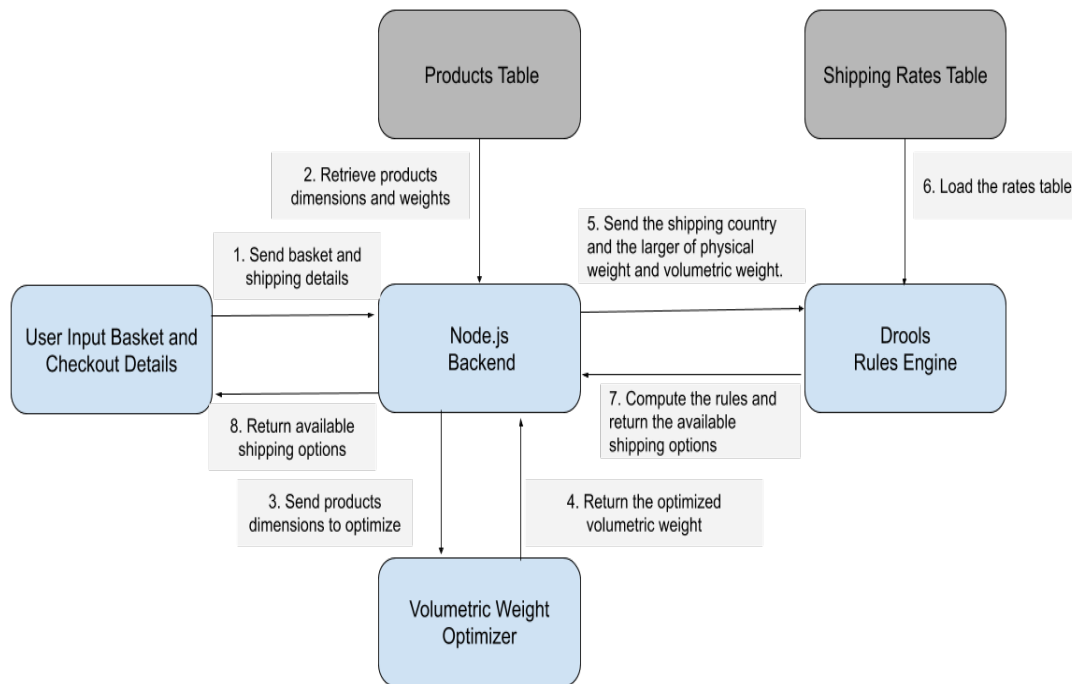 Products Table
Shipping Rates Table
2. Retrieve products
dimensions and weights
6. Load the rates table
5. Send the shipping country
and the larger of physical
weight and volumetric weight.
1. Send basket and
shipping details
User Input Basket and
Checkout Details
Node.js
Backend
Drools
Rules Engine
7. Compute the rules and
return the available
shipping options
8. Return available
shipping options
3. Send products
dimensions to optimize
4. Return the optimized
volumetric weight
Volumetric Weight
Optimizer